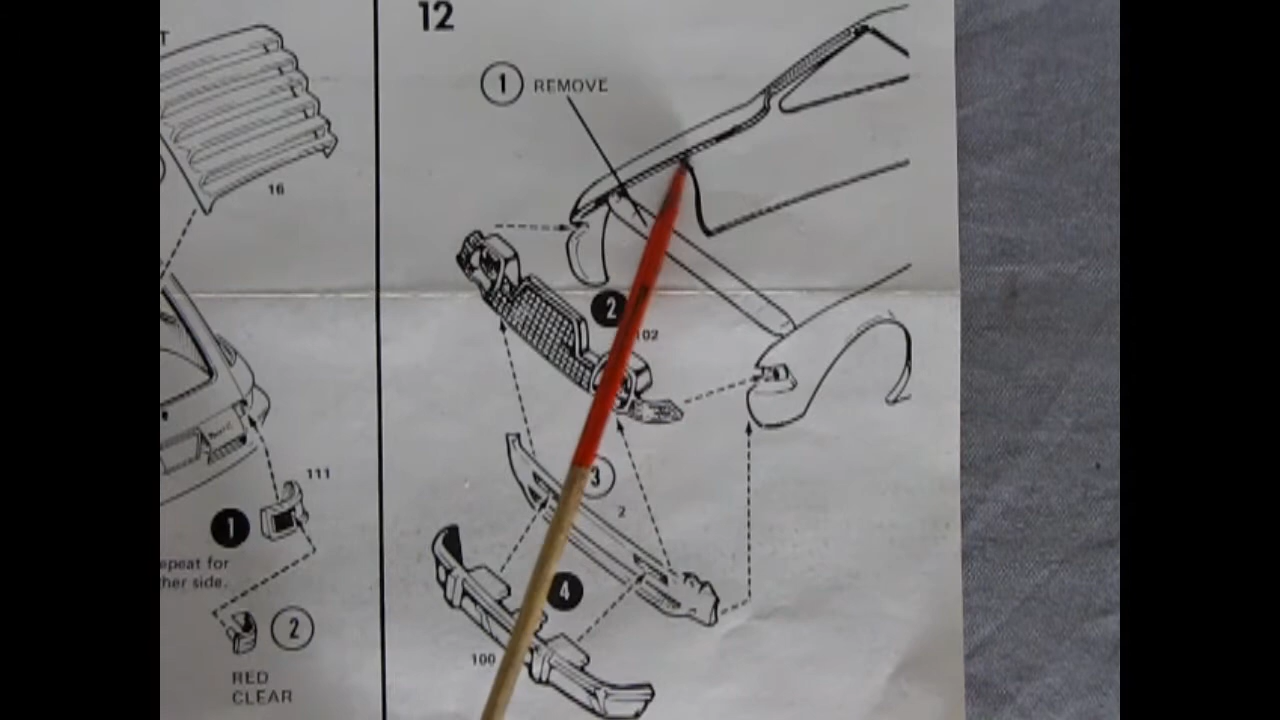 T
16
111
1
epeat for
her side.
2
RED
CLEAR
12
1 REMOVE
2
102
3
2
4
100